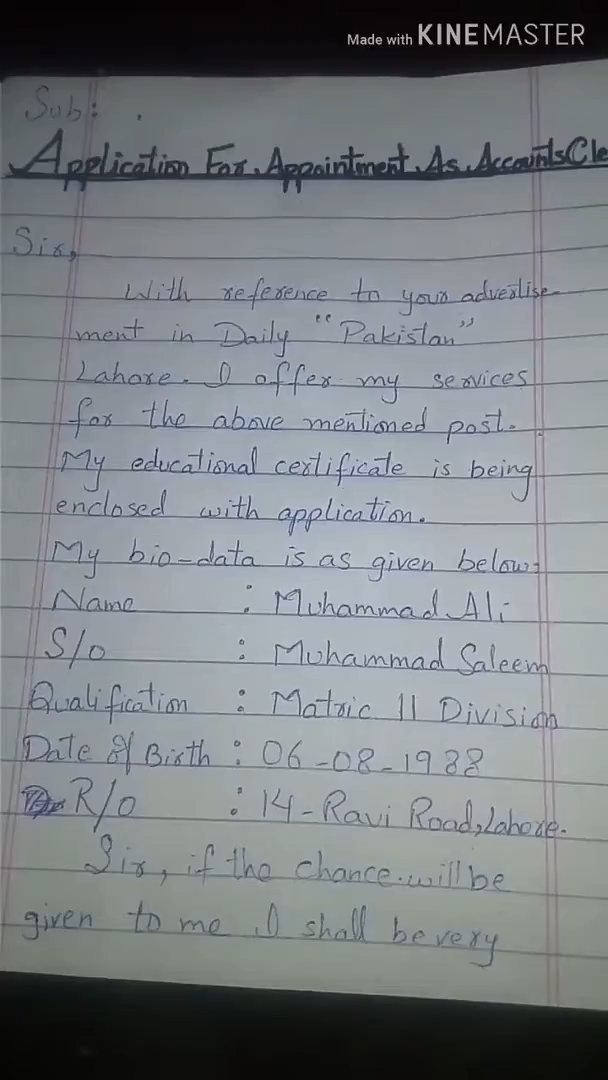 Made with KINEMASTER
Sub:
Application For Appointment As Accounts Cle
Sir,
With reference to your advertise-
ment in Daily "Pakistan"
Lahore. I offer my services
for the above mentioned post.
My educational certificate is being
enclosed with application.
My bio-data is as given below:
Name : Muhammad Ali
S/o : Muhammad Saleem
Qualification : Matric II Division
Date Of Birth : 06-08-1988
R/o : 14-Ravi Road, Lahore.
Sir, if the chance will be
given to me I shall be very